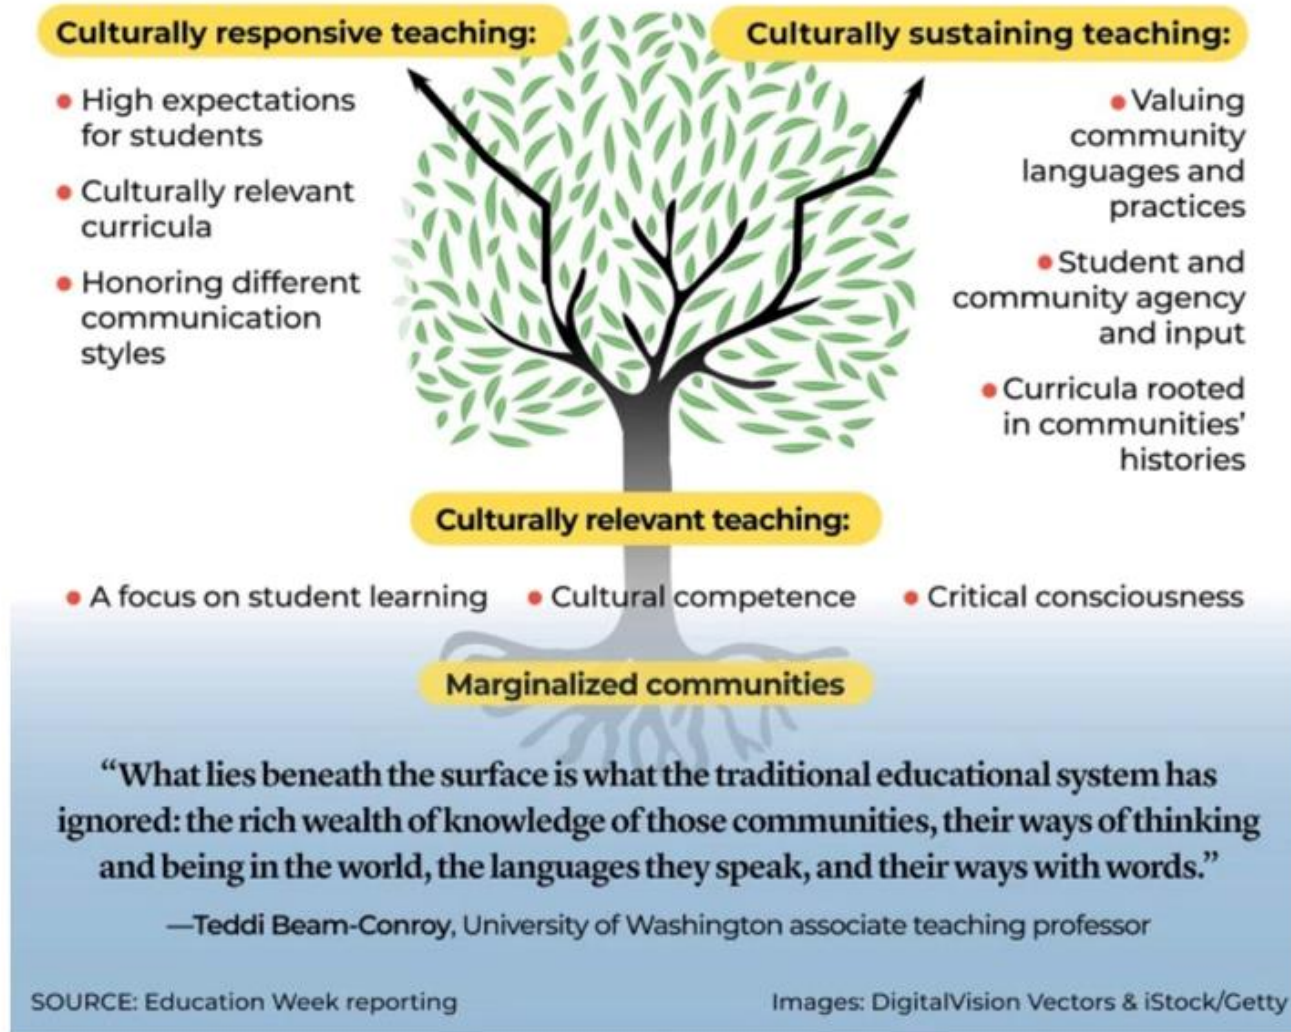 Culturally responsive teaching:
• High expectations
for students
• Culturally relevant
curricula
• Honoring different
communication
styles
Culturally sustaining teaching:
• Valuing
community
languages and
practices
• Student and
community agency
and input
• Curricula rooted
in communities’
histories
Culturally relevant teaching:
• A focus on student learning • Cultural competence • Critical consciousness
Marginalized communities
“What lies beneath the surface is what the traditional educational system has
ignored: the rich wealth of knowledge of those communities, their ways of thinking
and being in the world, the languages they speak, and their ways with words.”
—Teddi Beam-Conroy, University of Washington associate teaching professor
SOURCE: Education Week reporting
Images: DigitalVision Vectors & iStock/Getty